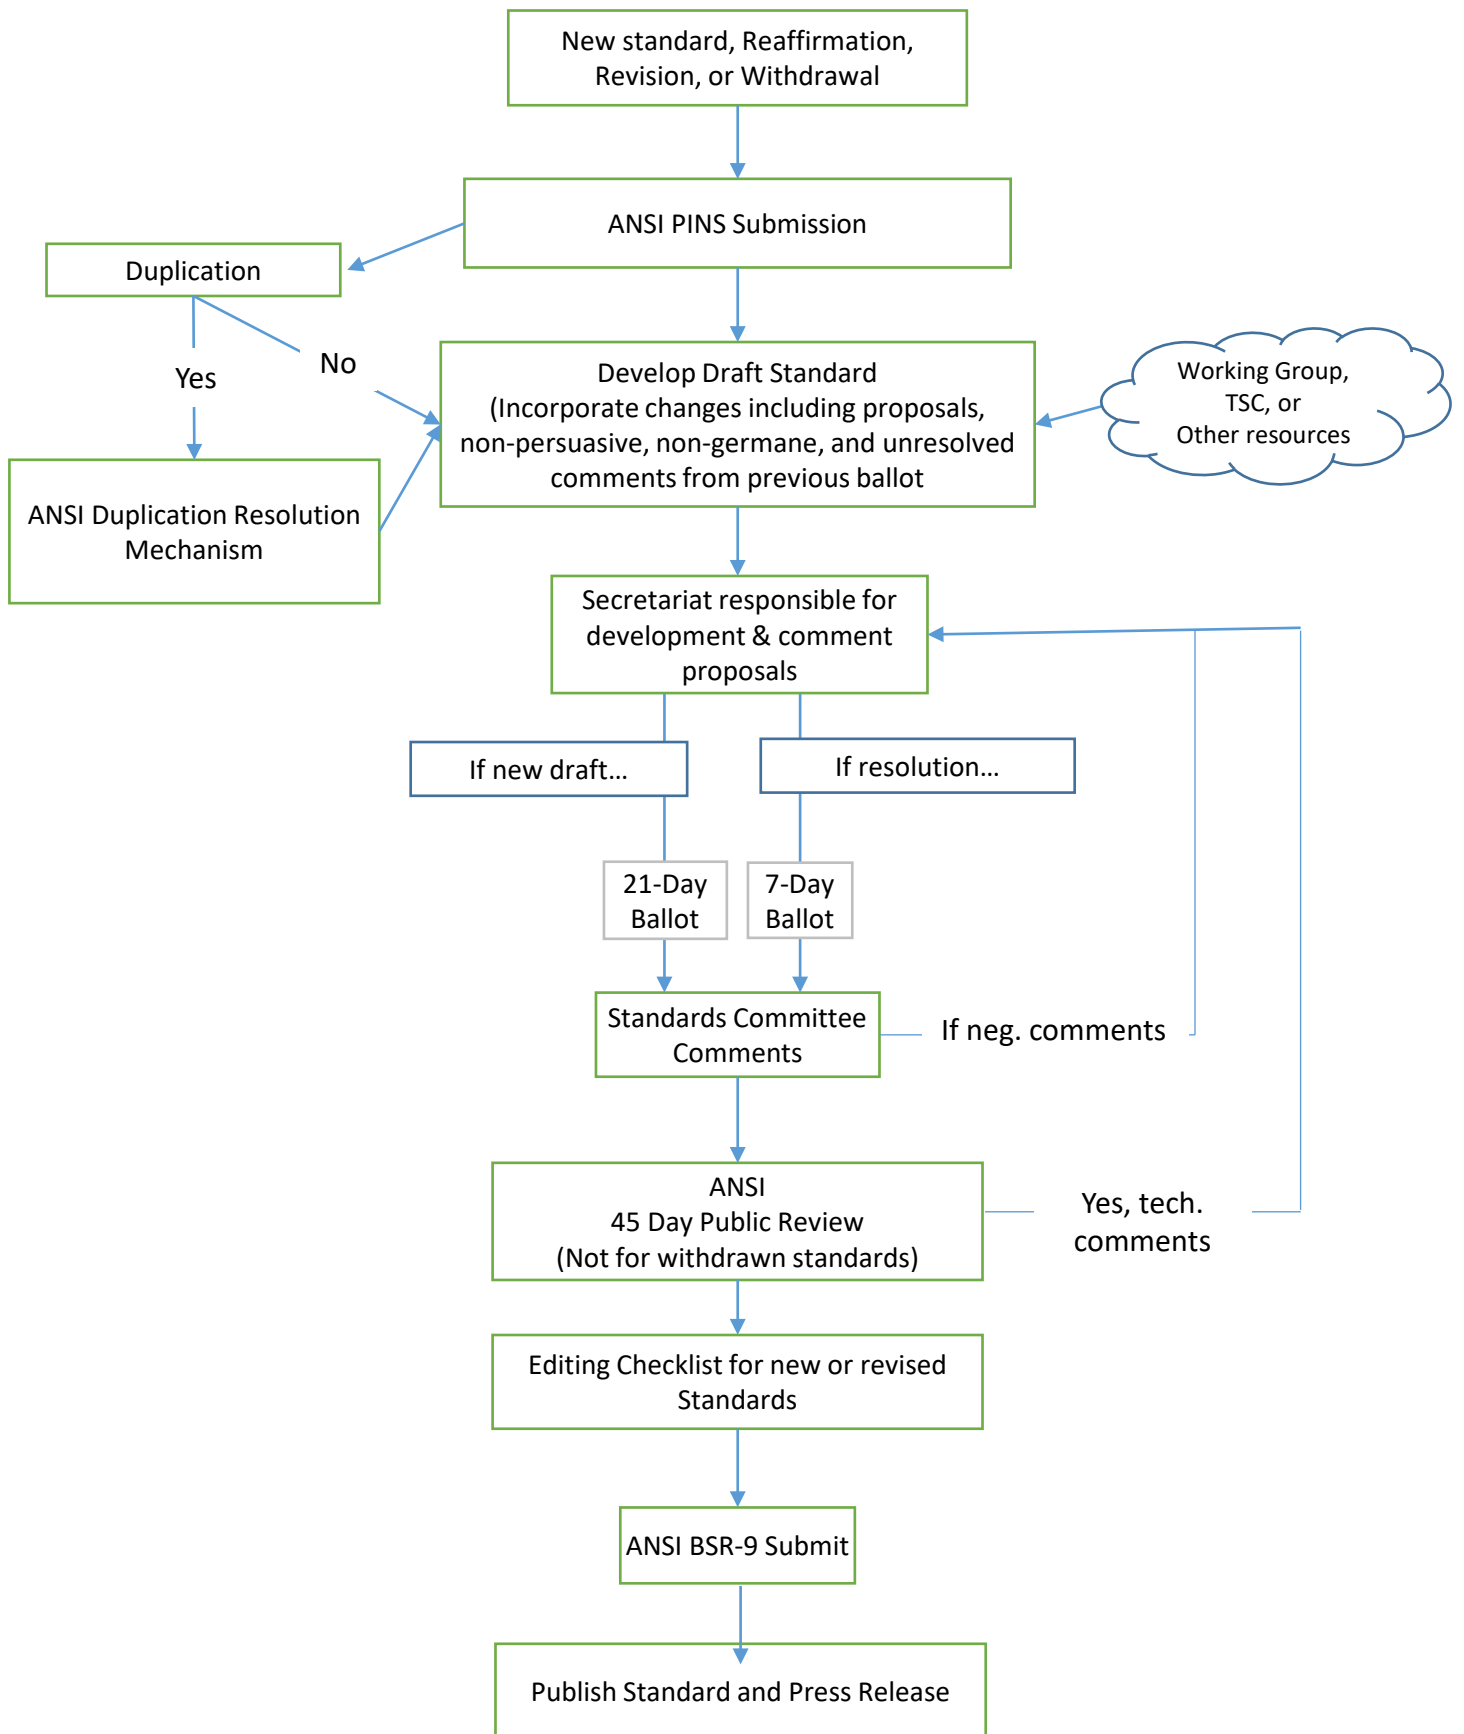 New standard, Reaffirmation,
Revision, or Withdrawal
ANSI PINS Submission
Duplication
Yes
No
Develop Draft Standard
(Incorporate changes including proposals,
non-persuasive, non-germane, and unresolved
comments from previous ballot
Working Group,
TSC, or
Other resources
ANSI Duplication Resolution
Mechanism
Secretariat responsible for
development & comment
proposals
If new draft…
If resolution…
21-Day
Ballot
7-Day
Ballot
Standards Committee
Comments
If neg. comments
ANSI
45 Day Public Review
(Not for withdrawn standards)
Yes, tech.
comments
Editing Checklist for new or revised
Standards
ANSI BSR-9 Submit
Publish Standard and Press Release